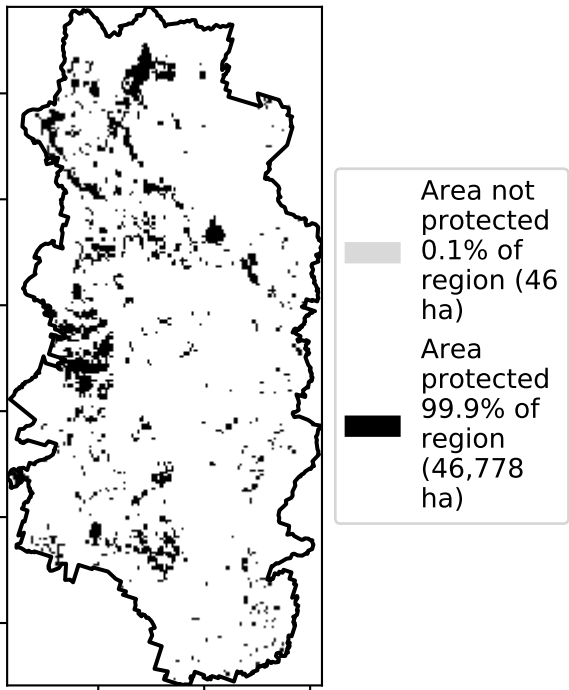 Area not
protected
0.1% of
region (46
ha)
Area
protected
99.9% of
region
(46,778
ha)